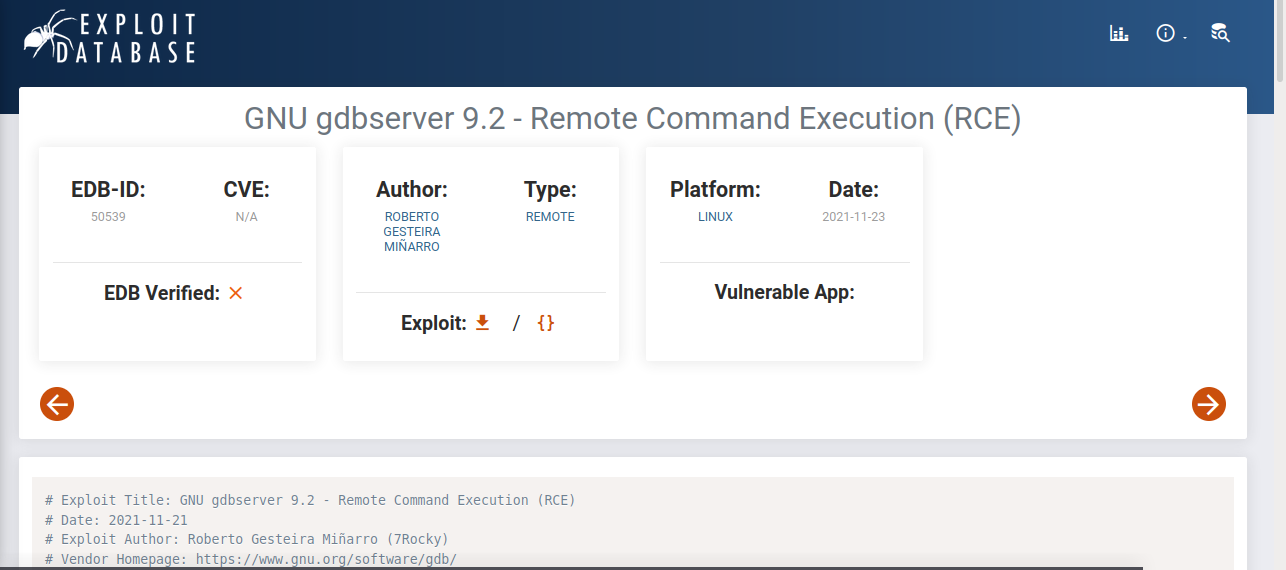 EXPLOIT
DATABASE
GNU gdbserver 9.2 - Remote Command Execution (RCE)
EDB-ID:
50539
CVE:
N/A
EDB Verified:
Author:
ROBERTO
GESTEIRA
MIÑARRO
Type:
REMOTE
Exploit: / {}
Platform:
LINUX
Date:
2021-11-23
Vulnerable App:
# Exploit Title: GNU gdbserver 9.2 - Remote Command Execution (RCE)
# Date: 2021-11-21
# Exploit Author: Roberto Gesteira Miñarro (7Rocky)
# Vendor Homepage: https://www.gnu.org/software/gdb/